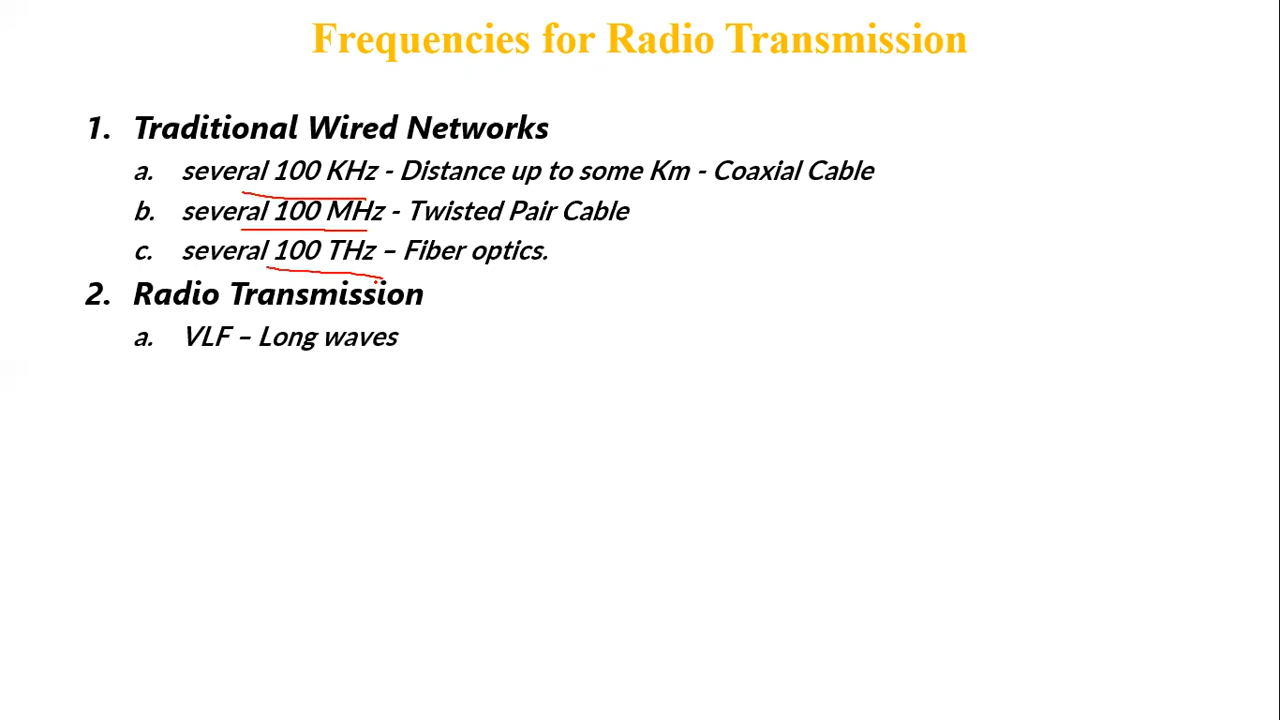 Frequencies for Radio Transmission
1. Traditional Wired Networks
a. several 100 KHz - Distance up to some Km - Coaxial Cable
b. several 100 MHz - Twisted Pair Cable
c. several 100 THz – Fiber optics.
2. Radio Transmission
a. VLF – Long waves